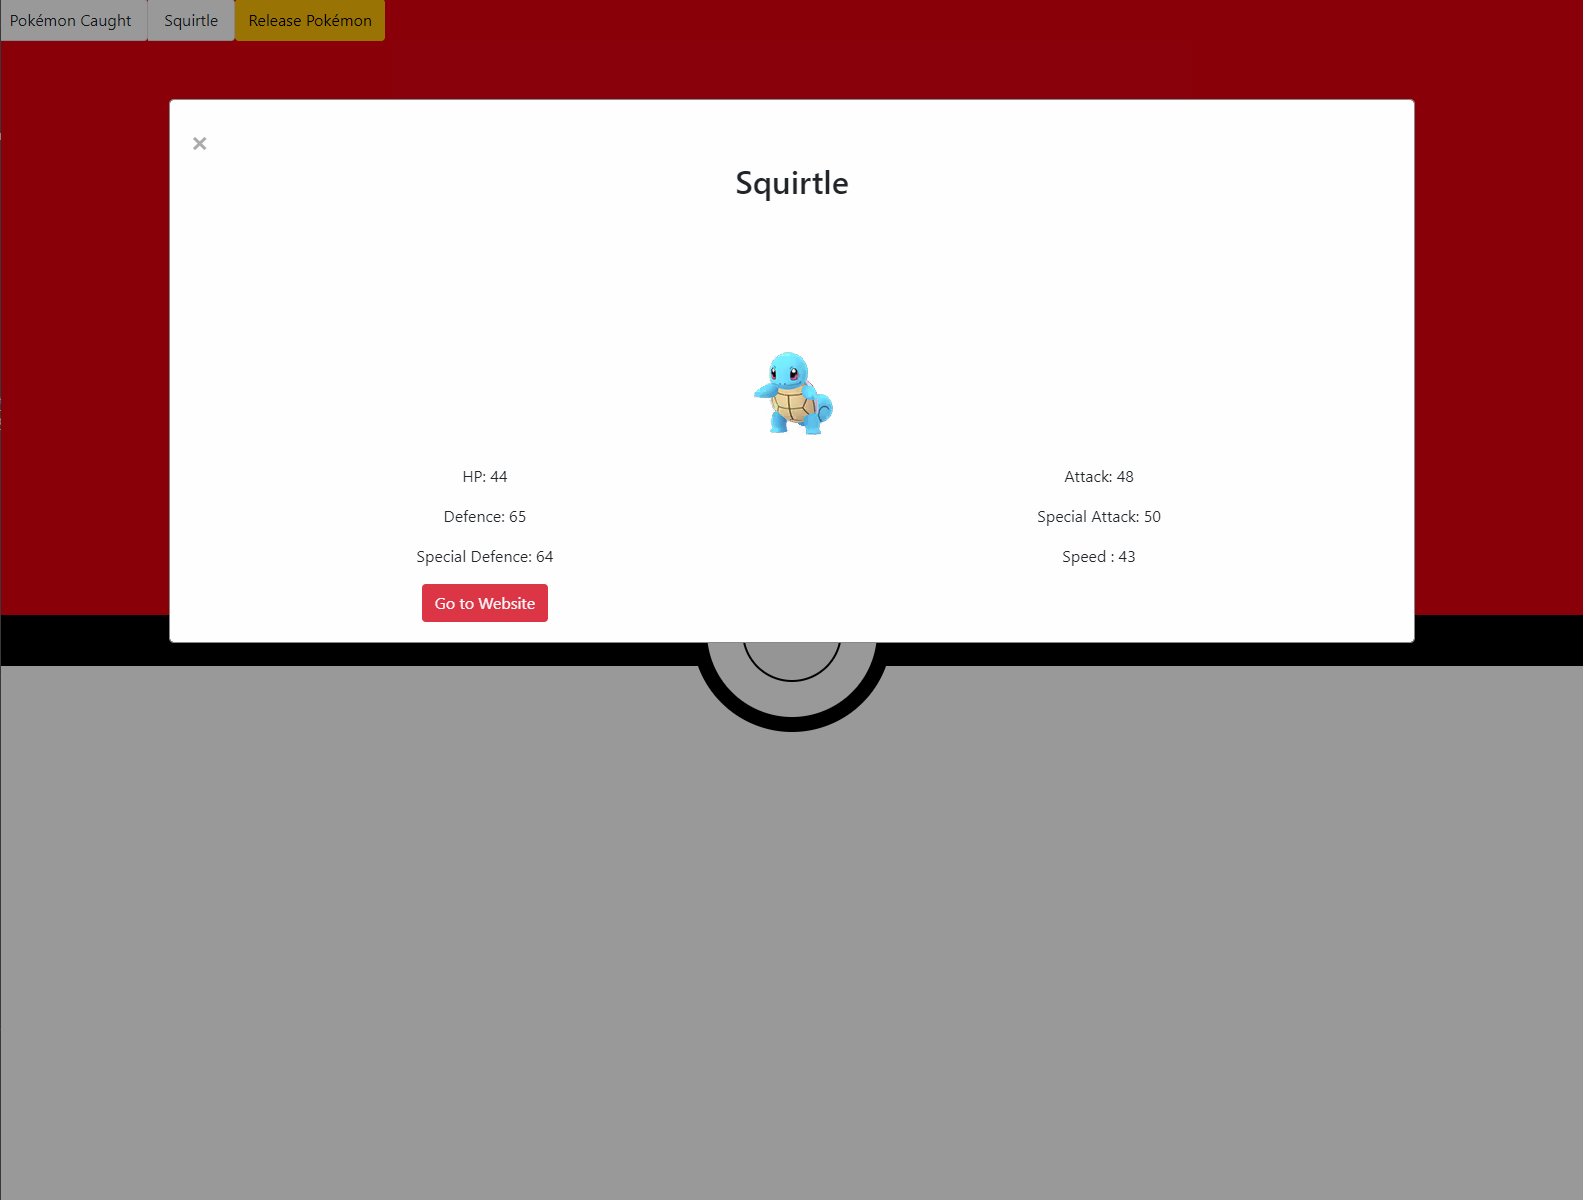 Pokémon Caught Squirtle Release Pokémon
×
Squirtle
HP: 44
Attack: 48
Defence: 65
Special Attack: 50
Special Defence: 64
Speed : 43
Go to Website